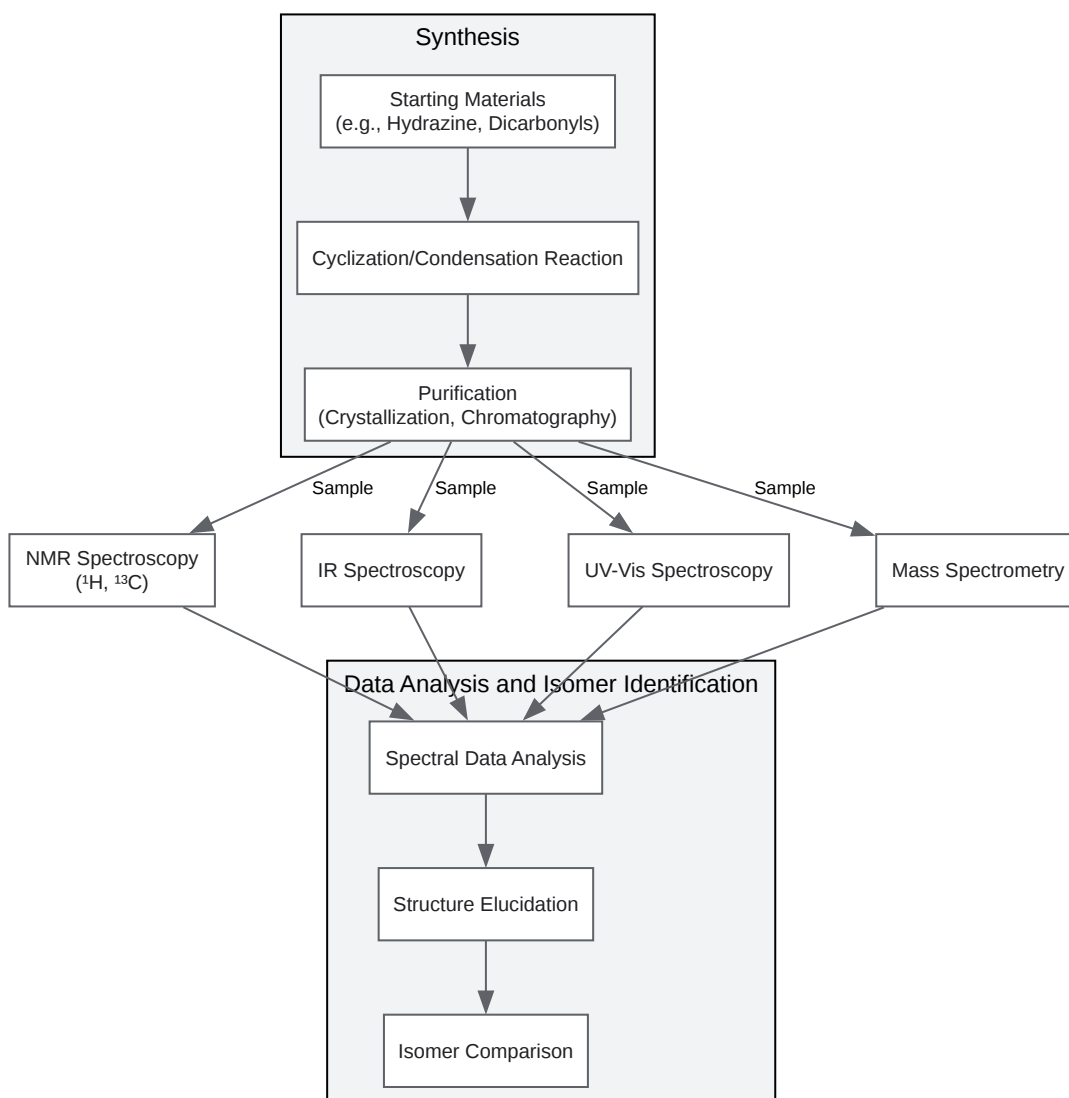 Synthesis
Starting Materials
(e.g., Hydrazine, Dicarbonyls)
Cyclization/Condensation Reaction
Purification
(Crystallization, Chromatography)
Sample
Sample
Sample
Sample
NMR Spectroscopy
(¹H, ¹³C)
IR Spectroscopy
UV-Vis Spectroscopy
Mass Spectrometry
Data Analysis and Isomer Identification
Spectral Data Analysis
Structure Elucidation
Isomer Comparison